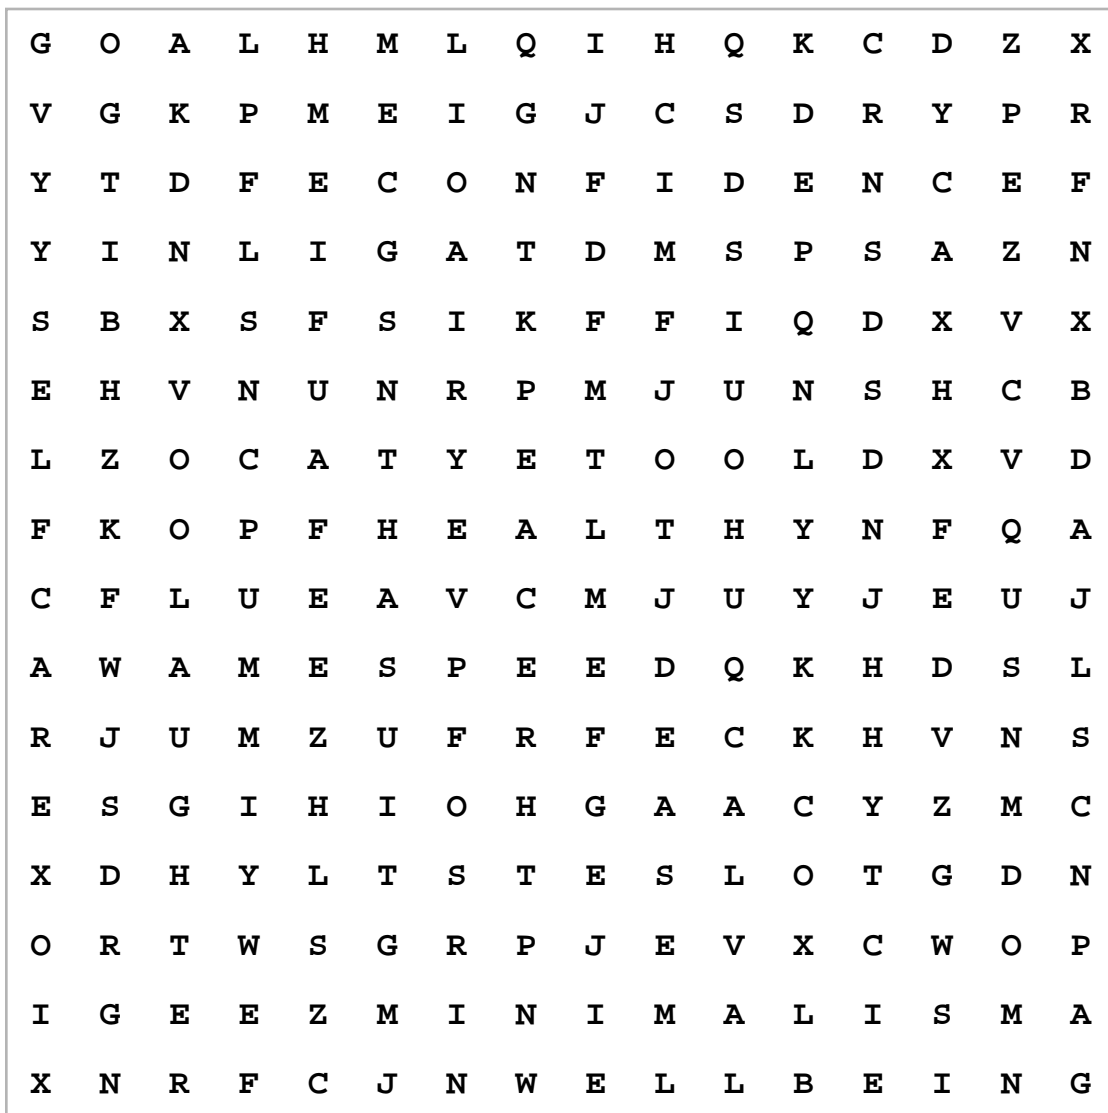 G O A L H M L Q I H Q K C D Z X
V G K P M E I G J C S D R Y P R
Y T D F E C O N F I D E N C E F
Y I N L I G A T D M S P S A Z N
S B X S F S I K F F I Q D X V X
E H V N U N R P M J U N S H C B
L Z O C A T Y E T O O L D X V D
F K O P F H E A L T H Y N F Q A
C F L U E A V C M J U Y J E U J
A W A M E S P E E D Q K H D S L
R J U M Z U F R F E C K H V N S
E S G I H I O H G A A C Y Z M C
X D H Y L T S T E S L O T G D N
O R T W S G R P J E V X C W O P
I G E E Z M I N I M A L I S M A
X N R F C J N W E L L B E I N G